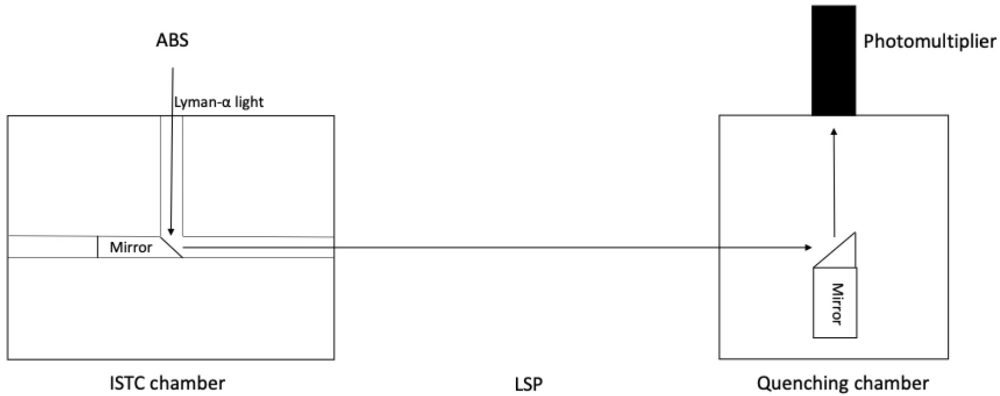 ABS
Photomultiplier
Lyman-α light
Mirror
Mirror
ISTC chamber
LSP
Quenching chamber